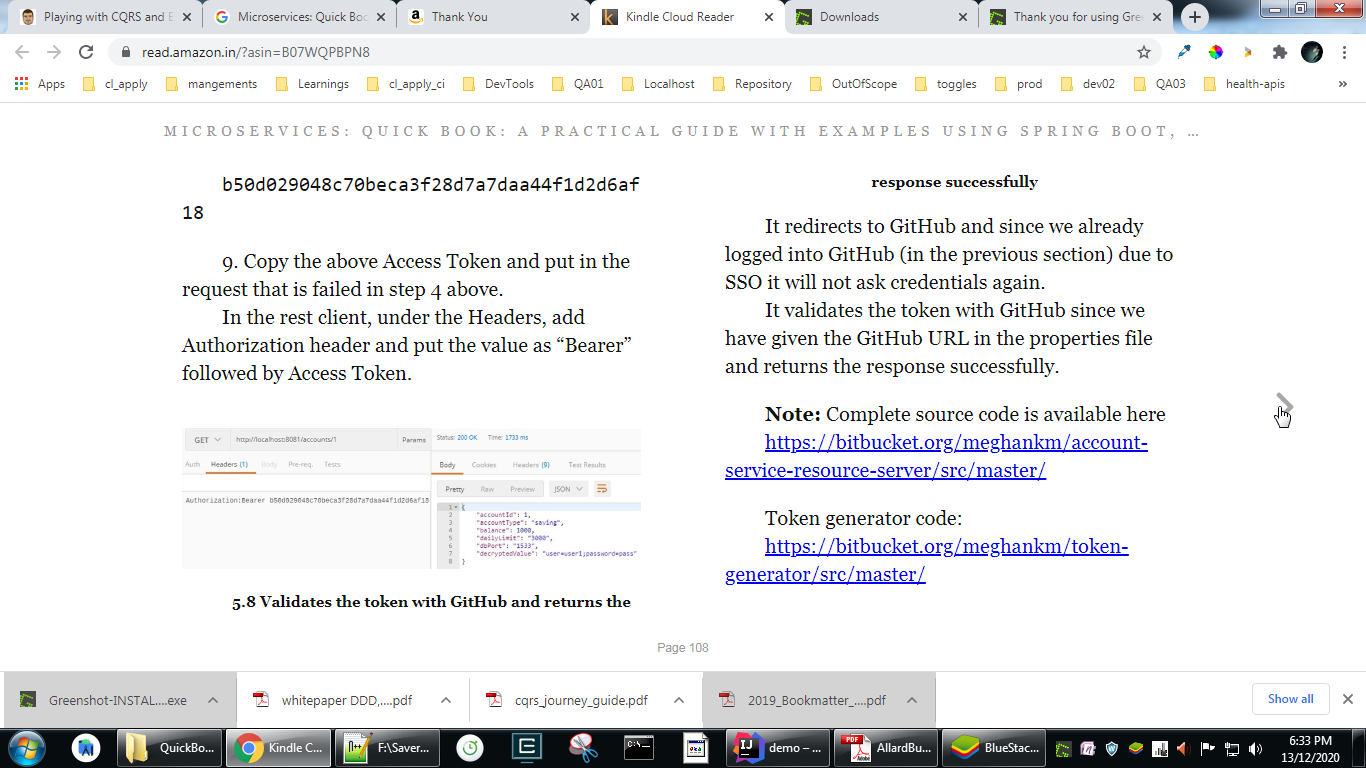 Playing with CQRS and E
Microservices: Quick Boo
Thank You
Kindle Cloud Reader
Downloads
Thank you for using Gre
read.amazon.in/?asin=B07WQPBPN8
Apps
cl_apply
mangements
Learnings
cl_apply_ci
DevTools
QA01
Localhost
Repository
OutOfScope
toggles
prod
dev02
QA03
health-apis
»
MICROSERVICES: QUICK BOOK: A PRACTICAL GUIDE WITH EXAMPLES USING SPRING BOOT, …
b50d029048c70beca3f28d7a7daa44f1d2d6af
18
9. Copy the above Access Token and put in the
request that is failed in step 4 above.
In the rest client, under the Headers, add
Authorization header and put the value as “Bearer”
followed by Access Token.
GET
http://localhost:8081/accounts/1
Params
Auth
Headers (1)
Body
Pre-req.
Tests
Authorization:Bearer b50d029048c70beca3f28d7a7daa44f1d2d6af18
Status: 200 OK
Time: 1733 ms
Body
Cookies
Headers (9)
Test Results
Pretty
Raw
Preview
JSON
1 {
2 "accountId": 1,
3 "accountType": "saving",
4 "balance": 1000,
5 "dailyLimit": "3000",
6 "dbPort": "1533",
7 "decryptedValue": "user=user1;password=pass"
8 }
5.8 Validates the token with GitHub and returns the
response successfully
It redirects to GitHub and since we already
logged into GitHub (in the previous section) due to
SSO it will not ask credentials again.
It validates the token with GitHub since we
have given the GitHub URL in the properties file
and returns the response successfully.
Note: Complete source code is available here
https://bitbucket.org/meghankm/account-
service-resource-server/src/master/
Token generator code:
https://bitbucket.org/meghankm/token-
generator/src/master/
Page 108
Greenshot-INSTAL....exe
whitepaper DDD,....pdf
cqrs_journey_guide.pdf
2019_Bookmatter_....pdf
Show all
QuickBo...
Kindle C...
F:\Saver...
demo – ...
AllardBu...
BlueStac...
6:33 PM
13/12/2020